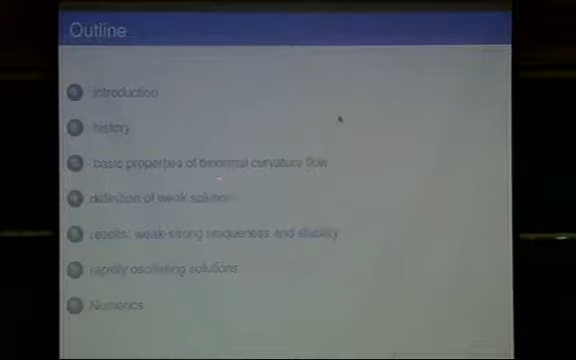 Outline
1 introduction
2 history
3 basic properties of binormal curvature flow
4 definition of weak solution
5 results: weak-strong uniqueness and stability
6 rapidly oscillating solutions
7 Numerics